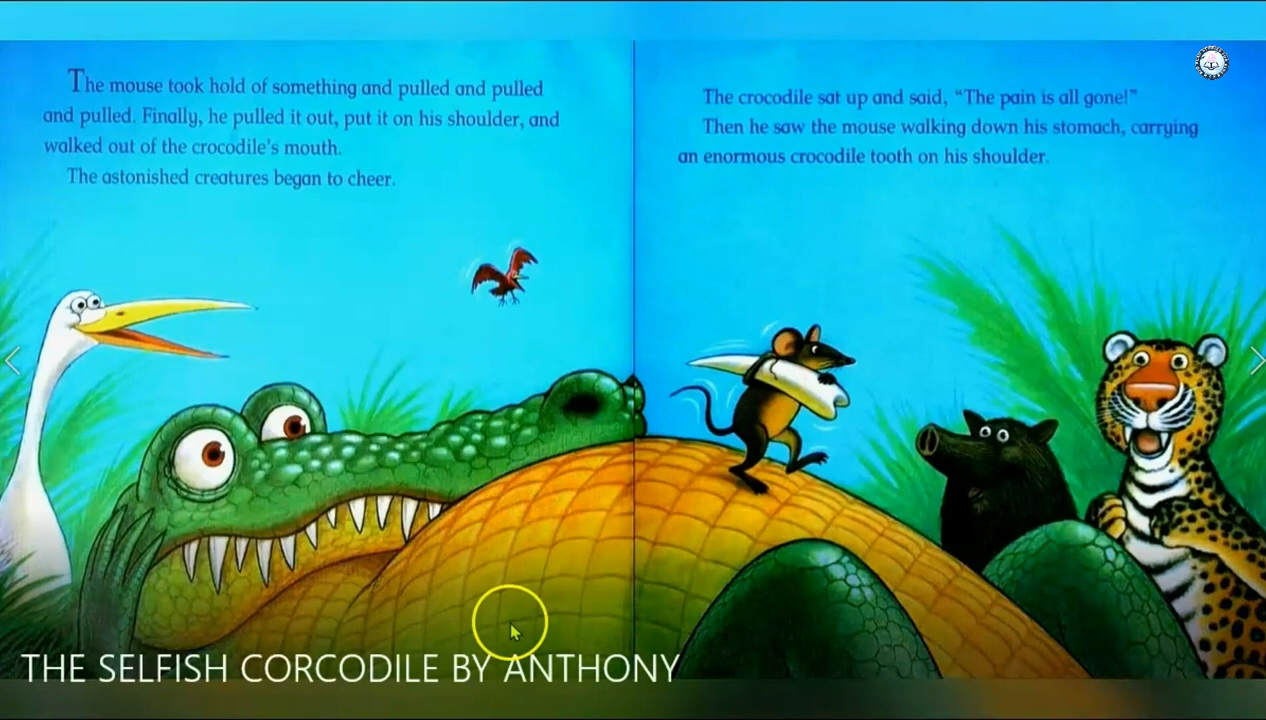 The mouse took hold of something and pulled and pulled
and pulled. Finally, he pulled it out, put it on his shoulder, and
walked out of the crocodile's mouth.
The astonished creatures began to cheer.
The crocodile sat up and said, “The pain is all gone!”
Then he saw the mouse walking down his stomach, carrying
an enormous crocodile tooth on his shoulder.
THE SELFISH CORCODILE BY ANTHONY